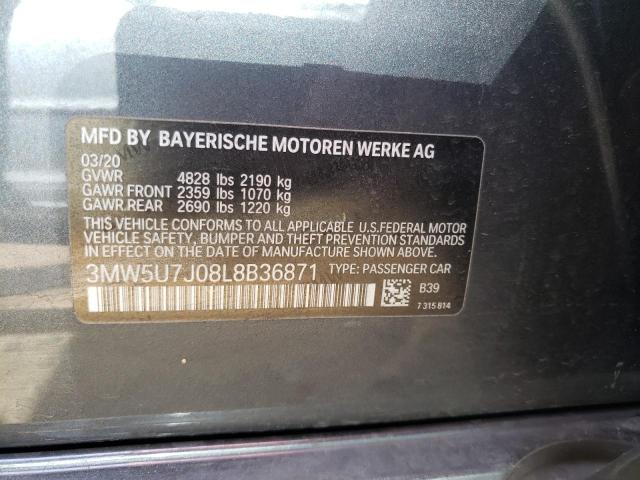 MFD BY BAYERISCHE MOTOREN WERKE AG
03/20
GVWR 4828 lbs 2190 kg
GAWR FRONT 2359 lbs 1070 kg
GAWR.REAR 2690 lbs 1220 kg
THIS VEHICLE CONFORMS TO ALL APPLICABLE U.S.FEDERAL MOTOR
VEHICLE SAFETY, BUMPER, AND THEFT PREVENTION STANDARDS
IN EFFECT ON THE DATE OF MANUFACTURE SHOWN ABOVE.
3MW5U7J08L8B36871 TYPE: PASSENGER CAR
B39
7 315 814